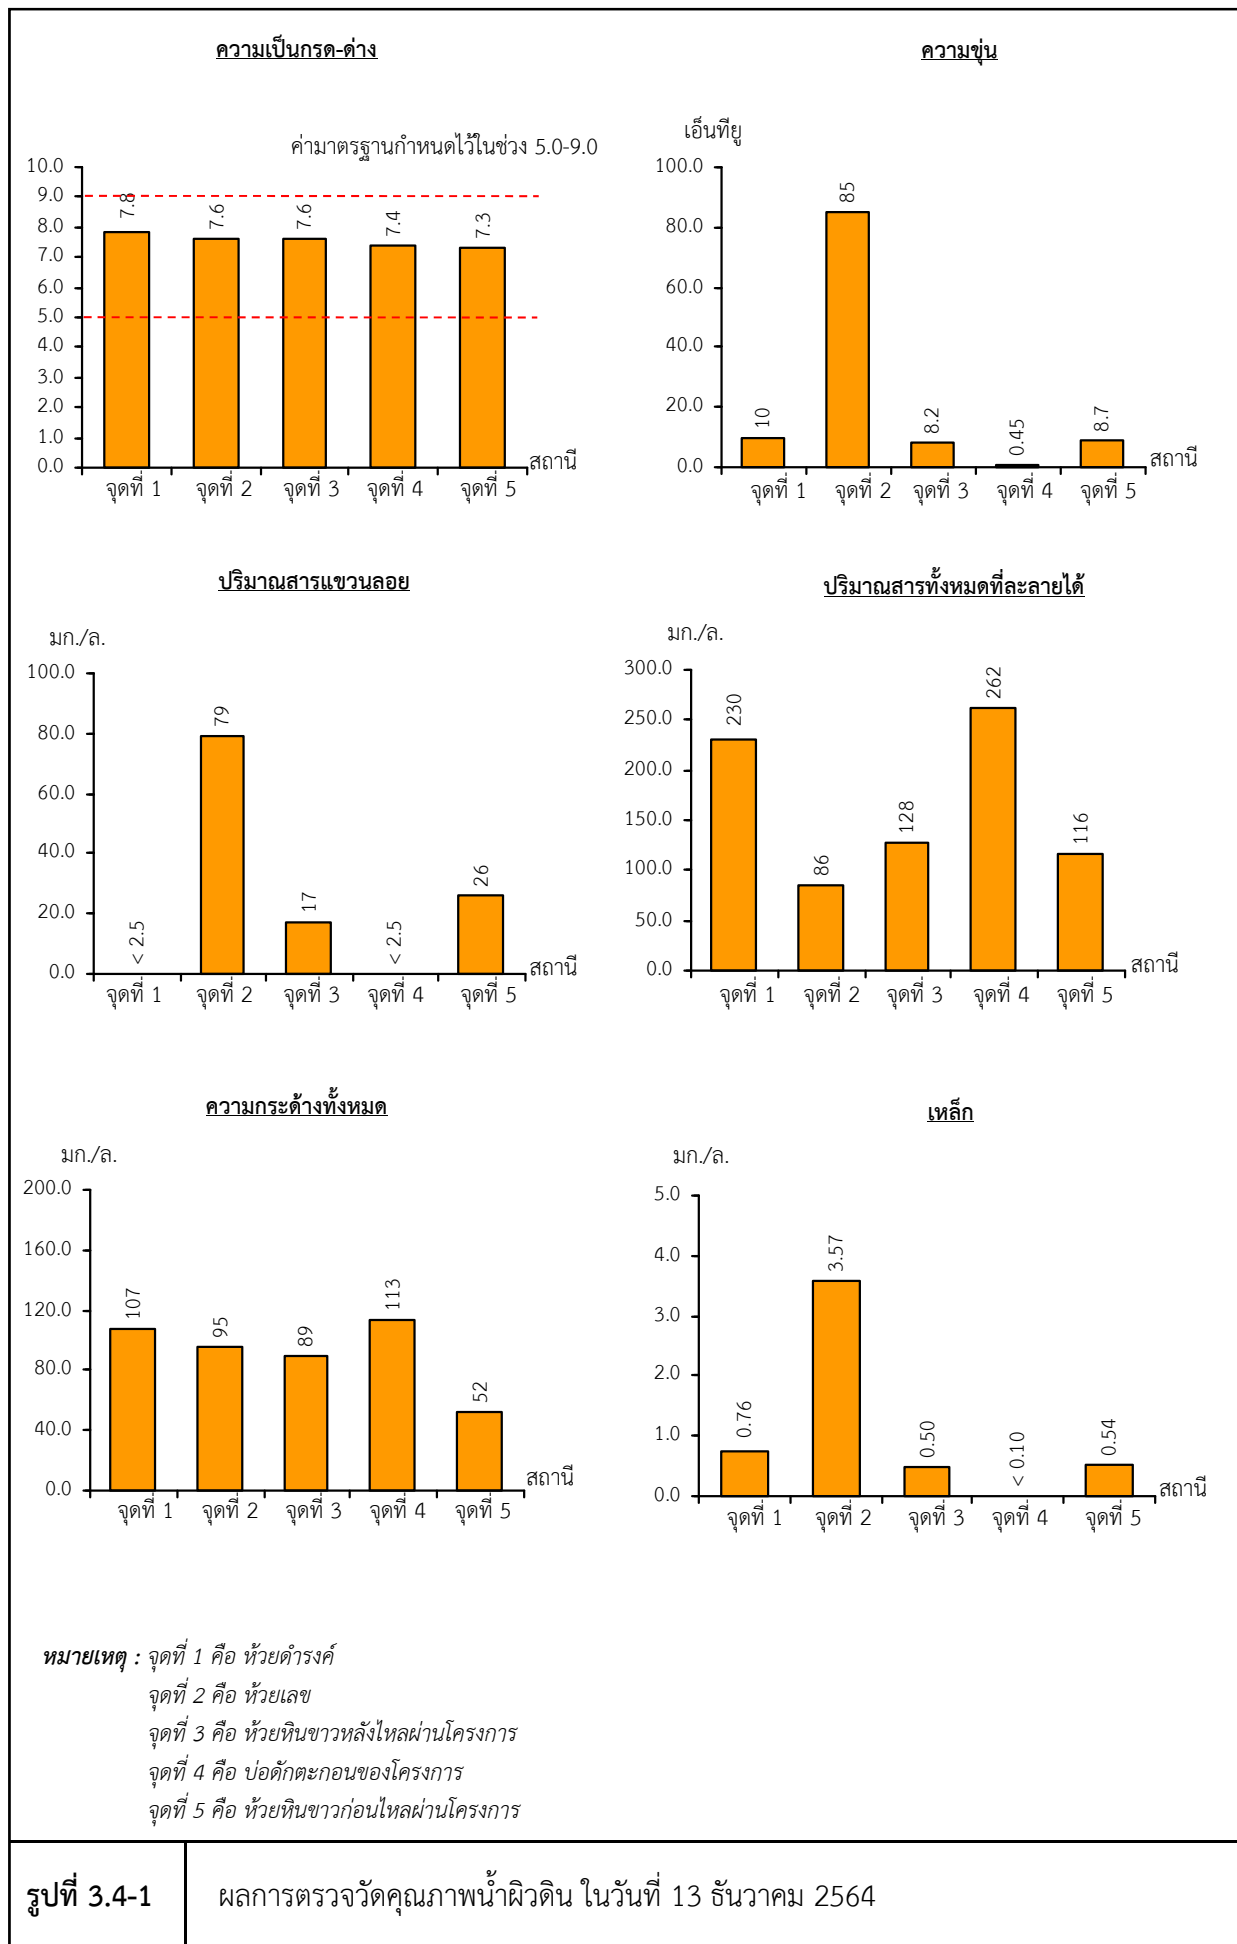 ความเป็นกรด-ด่าง
ค่ามาตรฐานกำหนดไว้ในช่วง 5.0-9.0
10.0
9.0
8.0
7.0
6.0
5.0
4.0
3.0
2.0
1.0
0.0
7.8
7.6
7.6
7.4
7.3
สถานี
จุดที่ 1 จุดที่ 2 จุดที่ 3 จุดที่ 4 จุดที่ 5
ความขุ่น
เอ็นทียู
100.0
80.0
60.0
40.0
20.0
0.0
10
85
8.2
0.45
8.7
สถานี
จุดที่ 1 จุดที่ 2 จุดที่ 3 จุดที่ 4 จุดที่ 5
ปริมาณสารแขวนลอย
มก./ล.
100.0
80.0
60.0
40.0
20.0
0.0
< 2.5
79
17
< 2.5
26
สถานี
จุดที่ 1 จุดที่ 2 จุดที่ 3 จุดที่ 4 จุดที่ 5
ปริมาณสารทั้งหมดที่ละลายได้
มก./ล.
300.0
250.0
200.0
150.0
100.0
50.0
0.0
230
86
128
262
116
สถานี
จุดที่ 1 จุดที่ 2 จุดที่ 3 จุดที่ 4 จุดที่ 5
ความกระด้างทั้งหมด
มก./ล.
200.0
160.0
120.0
80.0
40.0
0.0
107
95
89
113
52
สถานี
จุดที่ 1 จุดที่ 2 จุดที่ 3 จุดที่ 4 จุดที่ 5
เหล็ก
มก./ล.
5.0
4.0
3.0
2.0
1.0
0.0
0.76
3.57
0.50
< 0.10
0.54
สถานี
จุดที่ 1 จุดที่ 2 จุดที่ 3 จุดที่ 4 จุดที่ 5
หมายเหตุ : จุดที่ 1 คือ ห้วยดำรงค์
จุดที่ 2 คือ ห้วยเลข
จุดที่ 3 คือ ห้วยหินขาวหลังไหลผ่านโครงการ
จุดที่ 4 คือ บ่อดักตะกอนของโครงการ
จุดที่ 5 คือ ห้วยหินขาวก่อนไหลผ่านโครงการ
รูปที่ 3.4-1 ผลการตรวจวัดคุณภาพน้ำผิวดิน ในวันที่ 13 ธันวาคม 2564